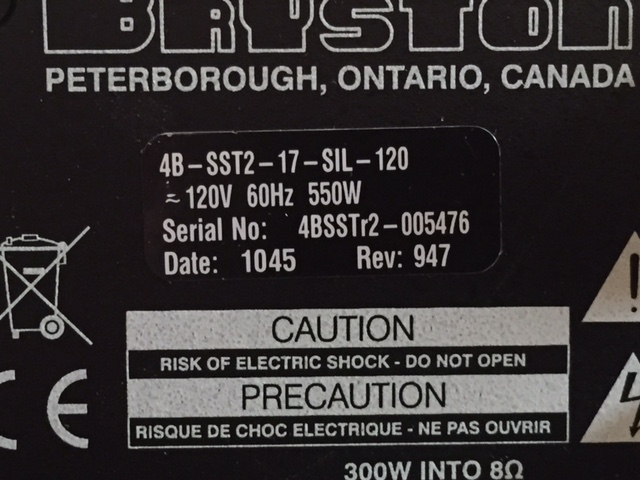 BRYSTON
PETERBOROUGH, ONTARIO, CANADA
4B-SST2-17-SIL-120
≂ 120V 60Hz 550W
Serial No: 4BSSTr2-005476
Date: 1045 Rev: 947
CAUTION
RISK OF ELECTRIC SHOCK - DO NOT OPEN
PRECAUTION
RISQUE DE CHOC ELECTRIQUE - NE PAS OUVRIR
CE
300W INTO 8Ω